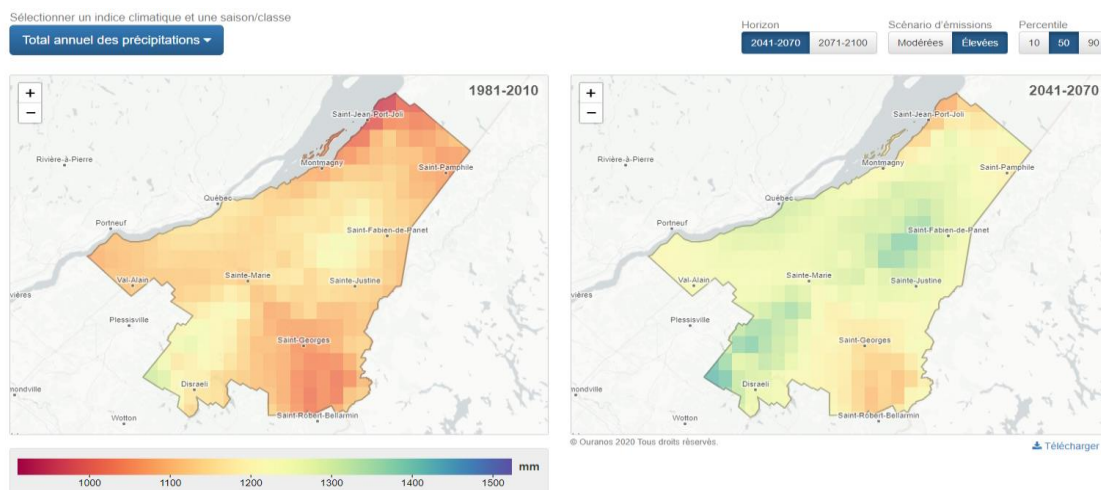 Sélectionner un indice climatique et une saison/classe
Total annuel des précipitations
Horizon
Scénario d'émissions
Percentile
2041-2070
2071-2100
Modérées
Élevées
10
50
90
+
−
1981-2010
Saint-Jean-Port-Joli
Rivière-à-Pierre
Montmagny
Saint-Pamphile
Québec
Portneuf
Saint-Fabien-de-Panet
Val-Alain
Sainte-Marie
Sainte-Justine
vières
Plessisville
Saint-Georges
nondville
Disraeli
Wotton
Saint-Robert-Bellarmin
+
−
2041-2070
Saint-Jean-Port-Joli
Rivière-à-Pierre
Montmagny
Saint-Pamphile
Québec
Portneuf
Saint-Fabien-de-Panet
Val-Alain
Sainte-Marie
Sainte-Justine
ières
Plessisville
Saint-Georges
nondville
Disraeli
Wotton
Saint-Robert-Bellarmin
© Ouranos 2020 Tous droits réservés.
Télécharger
mm
1000
1100
1200
1300
1400
1500